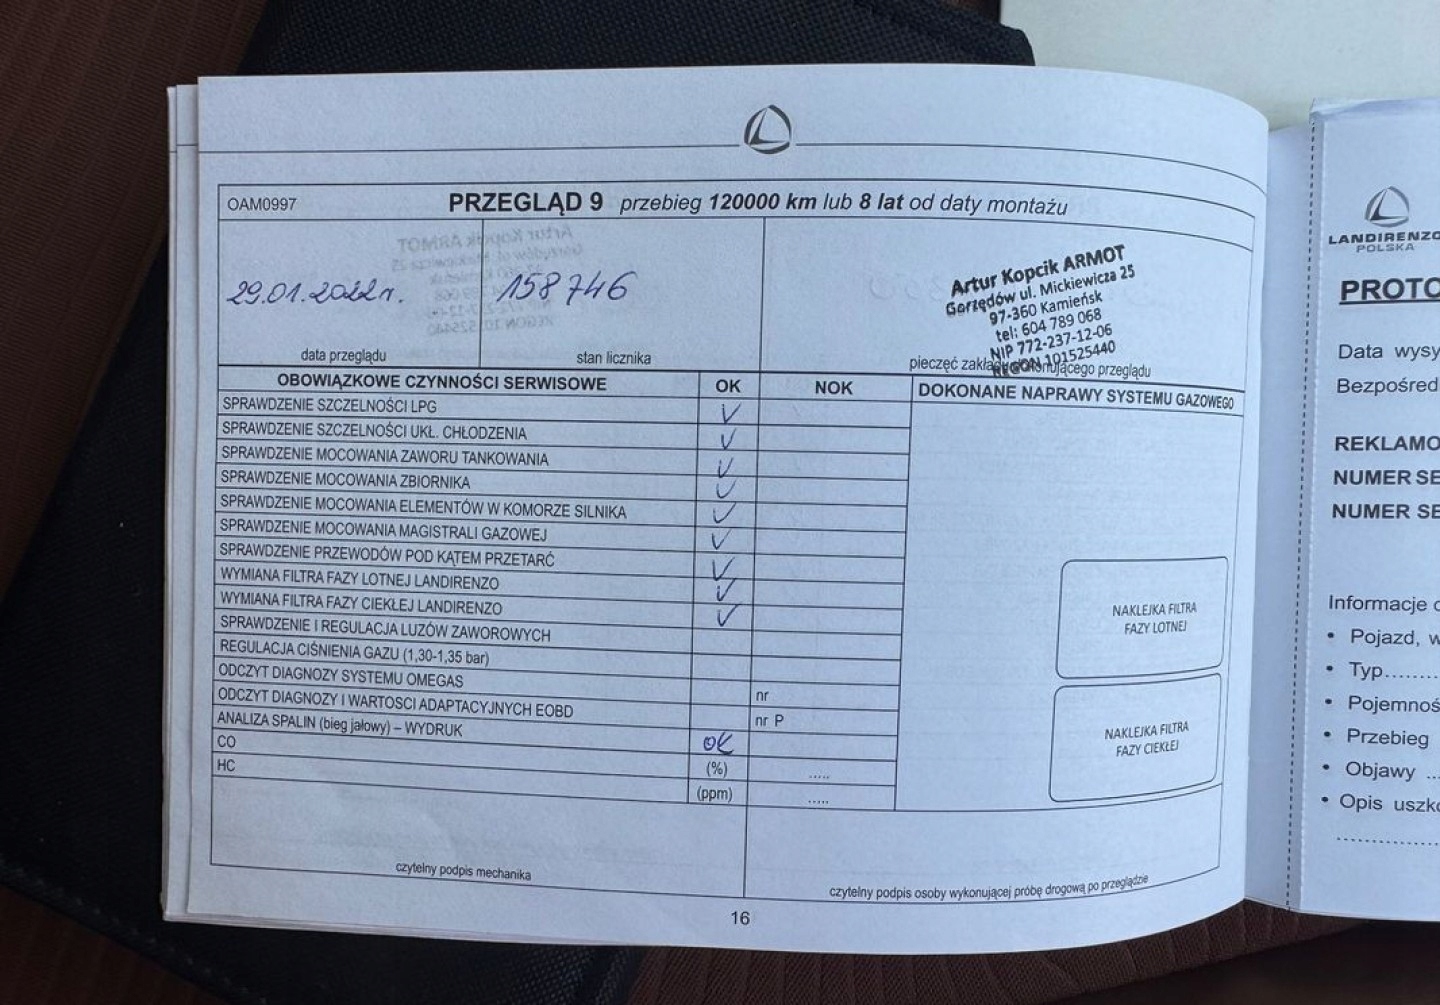 OAM0997
PRZEGLĄD 9 przebieg 120000 km lub 8 lat od daty montażu
29.01.2022r.
158746
Artur Kopcik ARMOT
Gorzędów ul. Mickiewicza 25
97-360 Kamieńsk
tel: 604 789 068
NIP 772-237-12-06
REGON 101525440
data przeglądu
stan licznika
pieczęć zakładu wykonującego przeglądu
OBOWIĄZKOWE CZYNNOŚCI SERWISOWE OK NOK DOKONANE NAPRAWY SYSTEMU GAZOWEGO
SPRAWDZENIE SZCZELNOŚCI LPG
SPRAWDZENIE SZCZELNOŚCI UKŁ. CHŁODZENIA
SPRAWDZENIE MOCOWANIA ZAWORU TANKOWANIA
SPRAWDZENIE MOCOWANIA ZBIORNIKA
SPRAWDZENIE MOCOWANIA ELEMENTÓW W KOMORZE SILNIKA
SPRAWDZENIE MOCOWANIA MAGISTRALI GAZOWEJ
SPRAWDZENIE PRZEWODÓW POD KĄTEM PRZETARĆ
WYMIANA FILTRA FAZY LOTNEJ LANDIRENZO
WYMIANA FILTRA FAZY CIEKŁEJ LANDIRENZO
SPRAWDZENIE I REGULACJA LUZÓW ZAWOROWYCH
REGULACJA CIŚNIENIA GAZU (1,30-1,35 bar)
ODCZYT DIAGNOZY SYSTEMU OMEGAS
nr
ODCZYT DIAGNOZY I WARTOSCI ADAPTACYJNYCH EOBD
nr P
ANALIZA SPALIN (bieg jałowy) – WYDRUK
OK
CO
(%) .....
HC
(ppm) .....
NAKLEJKA FILTRA
FAZY LOTNEJ
NAKLEJKA FILTRA
FAZY CIEKŁEJ
czytelny podpis mechanika
czytelny podpis osoby wykonującej próbę drogową po przeglądzie
16
LANDIRENZO
POLSKA
PROTO
Data wysy
Bezpośred
REKLAMO
NUMER SE
NUMER SE
Informacje o
• Pojazd, w
• Typ.........
• Pojemnoś
• Przebieg
• Objawy ..
• Opis uszko